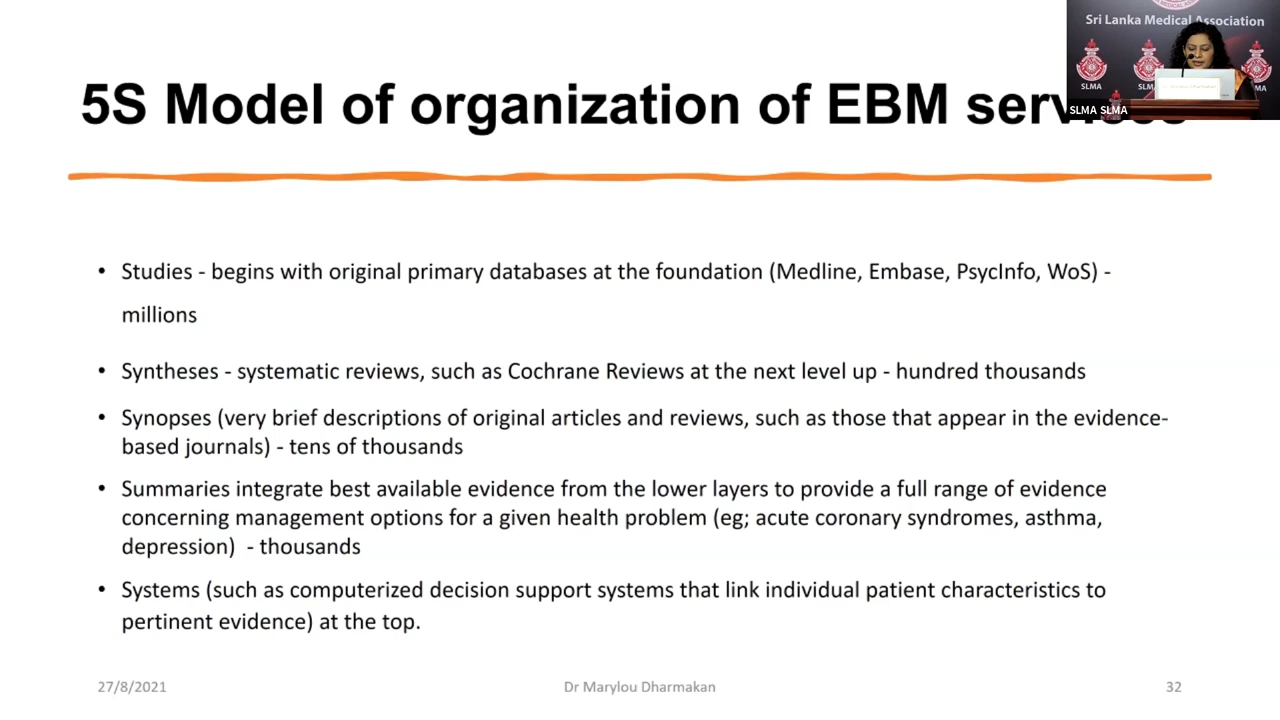 Sri Lanka Medical Association
SLMA
SLMA SLMA
5S Model of organization of EBM services
• Studies - begins with original primary databases at the foundation (Medline, Embase, PsycInfo, WoS) -
millions
• Syntheses - systematic reviews, such as Cochrane Reviews at the next level up - hundred thousands
• Synopses (very brief descriptions of original articles and reviews, such as those that appear in the evidence-
based journals) - tens of thousands
• Summaries integrate best available evidence from the lower layers to provide a full range of evidence
concerning management options for a given health problem (eg; acute coronary syndromes, asthma,
depression)  - thousands
• Systems (such as computerized decision support systems that link individual patient characteristics to
pertinent evidence) at the top.
27/8/2021 Dr Marylou Dharmakan 32